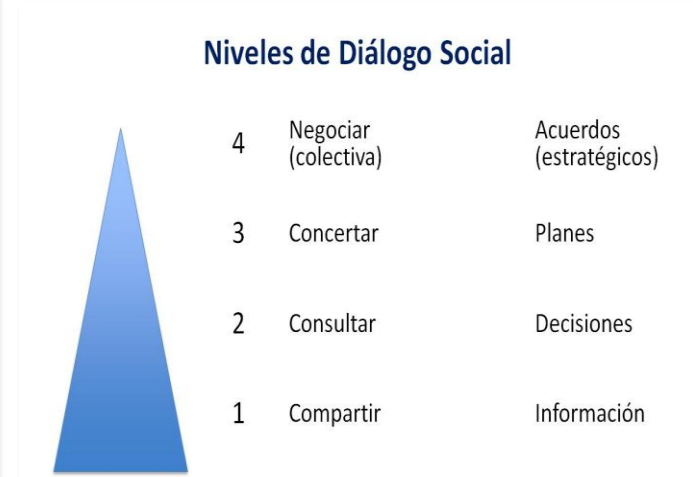 Niveles de Diálogo Social
4 Negociar (colectiva) Acuerdos (estratégicos)
3 Concertar Planes
2 Consultar Decisiones
1 Compartir Información